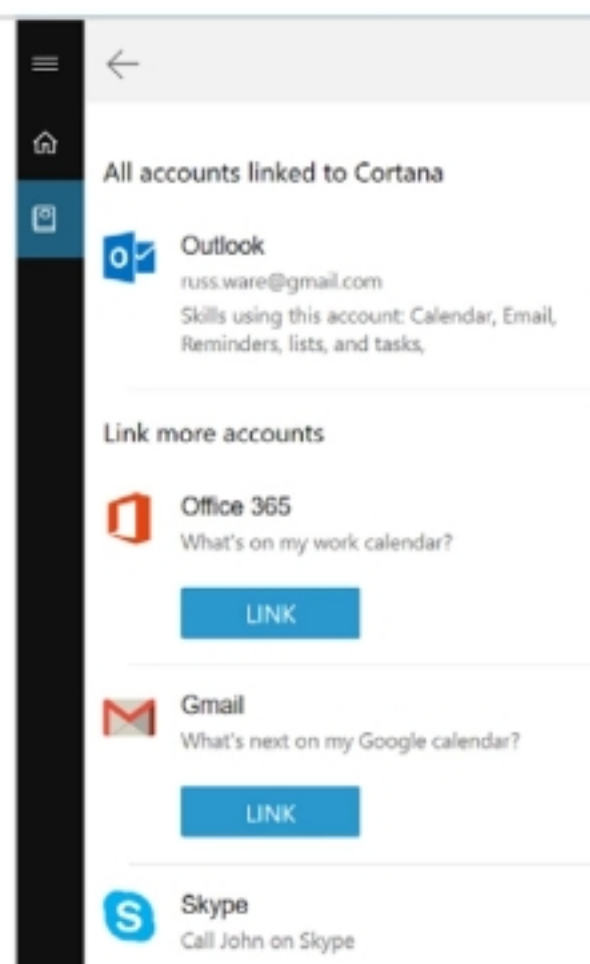 All accounts linked to Cortana
Outlook
russ.ware@gmail.com
Skills using this account: Calendar, Email,
Reminders, lists, and tasks,
Link more accounts
Office 365
What's on my work calendar?
LINK
Gmail
What's next on my Google calendar?
LINK
Skype
Call John on Skype